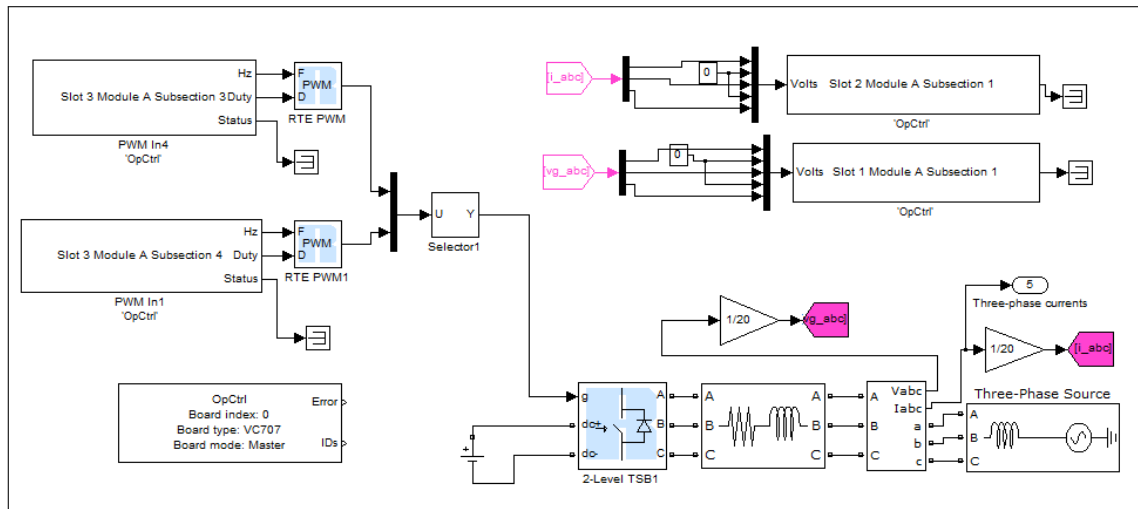 Hz
Slot 3 Module A Subsection 3
Duty
Status
F
D
PWM
RTE PWM
PWM In4
'OpCtrl'
[i_abc]
0
Volts
Slot 2 Module A Subsection 1
'OpCtrl'
[vg_abc]
0
Volts
Slot 1 Module A Subsection 1
'OpCtrl'
Hz
Slot 3 Module A Subsection 4
Duty
Status
F
D
PWM
RTE PWM1
PWM In1
'OpCtrl'
U
Y
Selector1
5
Three-phase currents
1/20
vg_abc]
1/20
[i_abc]
OpCtrl
Board index: 0
Board type: VC707
Board mode: Master
Error
IDs
g
dc+
dc-
A
B
C
2-Level TSB1
+
A
B
C
A
B
C
A
B
C
Vabc
Iabc
a
b
c
Three-Phase Source
A
B
C